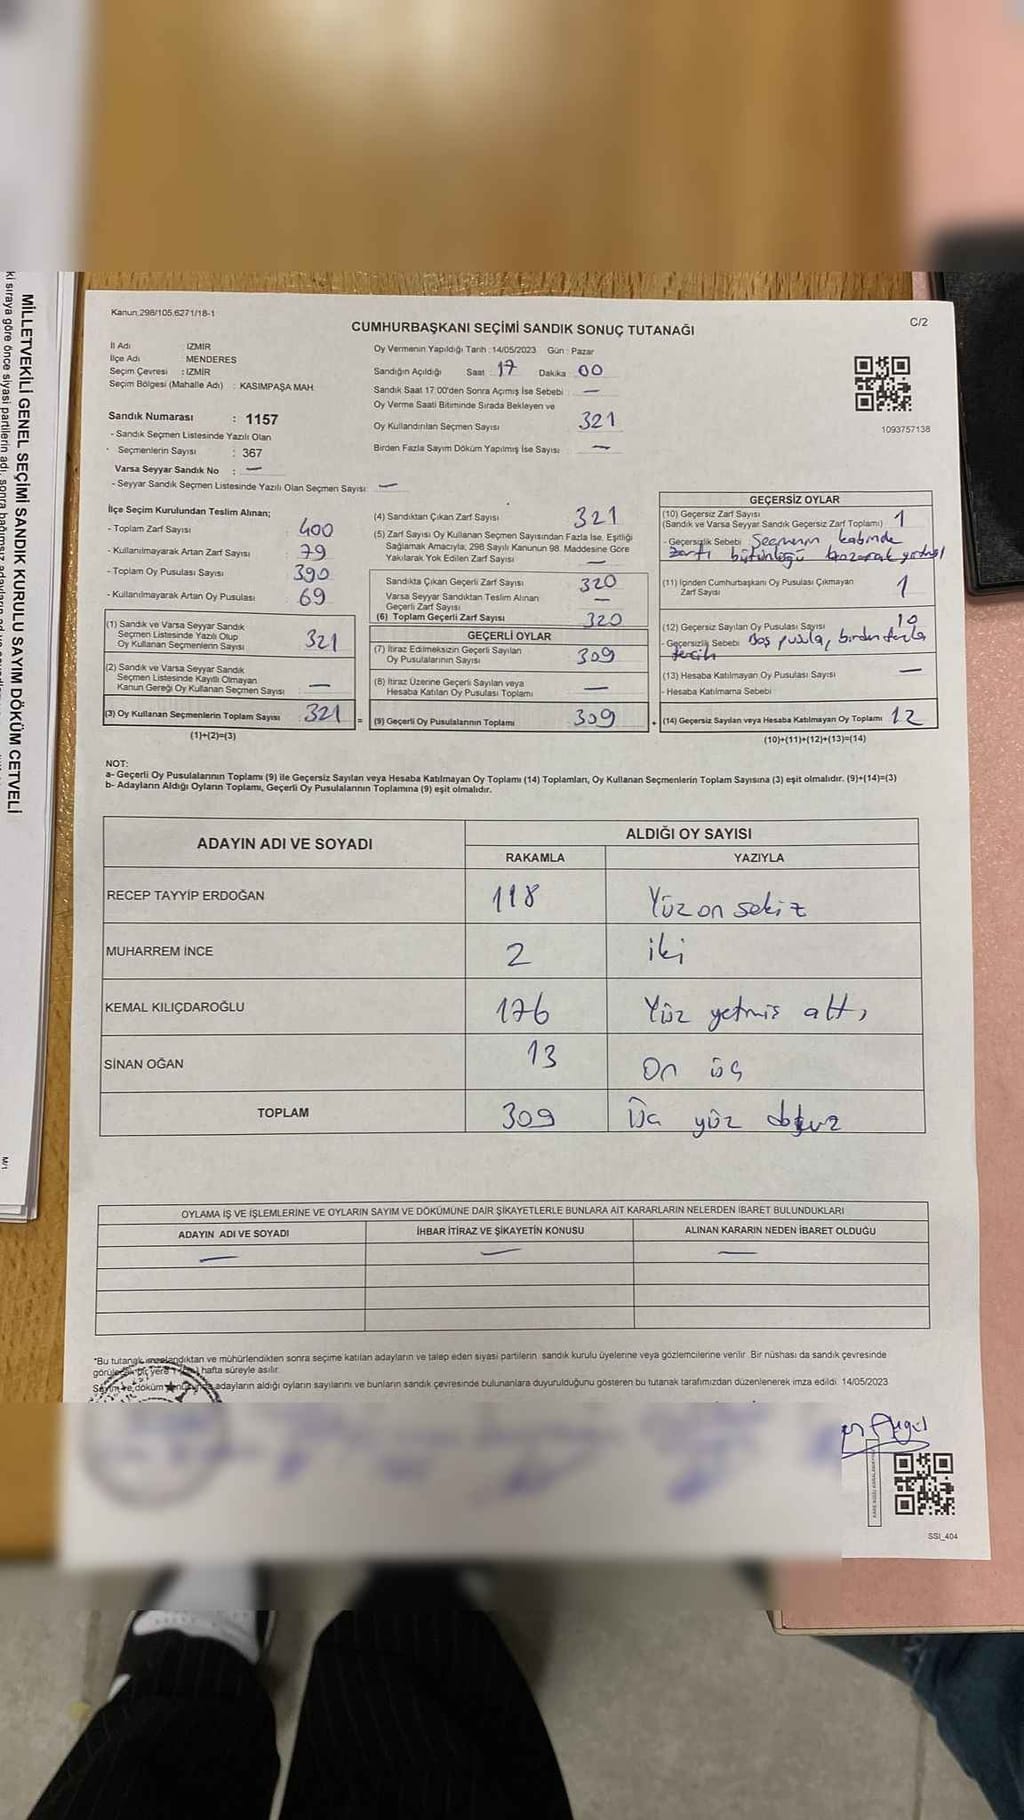 Kanun.298/105.6271/18-1
C/2
CUMHURBAŞKANI SEÇİMİ SANDIK SONUÇ TUTANAĞI
İl Adı İZMİR
İlçe Adı MENDERES
Seçim Çevresi : İZMİR
Seçim Bölgesi (Mahalle Adı) : KASIMPAŞA MAH.
Sandık Numarası : 1157
- Sandık Seçmen Listesinde Yazılı Olan
Seçmenlerin Sayısı : 367
Varsa Seyyar Sandık No : —
- Seyyar Sandık Seçmen Listesinde Yazılı Olan Seçmen Sayısı: —
Oy Vermenin Yapıldığı Tarih : 14/05/2023 Gün : Pazar
Sandığın Açıldığı Saat : 17 Dakika : 00
Sandık Saat 17:00'den Sonra Açılmış İse Sebebi : —
Oy Verme Saati Bitiminde Sırada Bekleyen ve
Oy Kullandırılan Seçmen Sayısı : 321
Birden Fazla Sayım Döküm Yapılmış İse Sayısı : —
1093757138
İlçe Seçim Kurulundan Teslim Alınan;
- Toplam Zarf Sayısı : 400
- Kullanılmayarak Artan Zarf Sayısı : 79
- Toplam Oy Pusulası Sayısı : 390
- Kullanılmayarak Artan Oy Pusulası : 69
(1) Sandık ve Varsa Seyyar Sandık
Seçmen Listesinde Yazılı Olup
Oy Kullanan Seçmenlerin Sayısı : 321
(2) Sandık ve Varsa Seyyar Sandık
Seçmen Listesinde Kayıtlı Olmayan
Kanun Gereği Oy Kullanan Seçmen Sayısı : —
(3) Oy Kullanan Seçmenlerin Toplam Sayısı : 321 =
(1)+(2)=(3)
(4) Sandıktan Çıkan Zarf Sayısı : 321
(5) Zarf Sayısı Oy Kullanan Seçmen Sayısından Fazla İse, Eşitliği
Sağlamak Amacıyla, 298 Sayılı Kanunun 98. Maddesine Göre
Yakılarak Yok Edilen Zarf Sayısı : —
Sandıkta Çıkan Geçerli Zarf Sayısı : 320
Varsa Seyyar Sandıktan Teslim Alınan
Geçerli Zarf Sayısı : —
(6) Toplam Geçerli Zarf Sayısı : 320
GEÇERLİ OYLAR
(7) İtiraz Edilmeksizin Geçerli Sayılan
Oy Pusulalarının Sayısı : 309
(8) İtiraz Üzerine Geçerli Sayılan veya
Hesaba Katılan Oy Pusulası Toplamı : —
(9) Geçerli Oy Pusulalarının Toplamı : 309 +
GEÇERSİZ OYLAR
(10) Geçersiz Zarf Sayısı
(Sandık ve Varsa Seyyar Sandık Geçersiz Zarf Toplamı) : 1
- Geçersizlik Sebebi : Seçmenin kabinde
zarfı bütünlüğü bozarak
(11) İçinden Cumhurbaşkanı Oy Pusulası Çıkmayan
Zarf Sayısı : 1
(12) Geçersiz Sayılan Oy Pusulası Sayısı : 10
- Geçersizlik Sebebi : Boş pusula, birden fazla
tercih
(13) Hesaba Katılmayan Oy Pusulası Sayısı : —
- Hesaba Katılmama Sebebi
(14) Geçersiz Sayılan veya Hesaba Katılmayan Oy Toplamı : 12
(10)+(11)+(12)+(13)=(14)
NOT:
a- Geçerli Oy Pusulalarının Toplamı (9) ile Geçersiz Sayılan veya Hesaba Katılmayan Oy Toplamı (14) Toplamları, Oy Kullanan Seçmenlerin Toplam Sayısına (3) eşit olmalıdır. (9)+(14)=(3)
b- Adayların Aldığı Oyların Toplamı, Geçerli Oy Pusulalarının Toplamına (9) eşit olmalıdır.
ADAYIN ADI VE SOYADI ALDIĞI OY SAYISI
RAKAMLA YAZIYLA
RECEP TAYYİP ERDOĞAN 118 Yüz on sekiz
MUHARREM İNCE 2 iki
KEMAL KILIÇDAROĞLU 176 Yüz yetmiş altı
SİNAN OĞAN 13 On üç
TOPLAM 309 Üç yüz dokuz
OYLAMA İŞ VE İŞLEMLERİNE VE OYLARIN SAYIM VE DÖKÜMÜNE DAİR ŞİKAYETLERLE BUNLARA AİT KARARLARIN NELERDEN İBARET BULUNDUKLARI
ADAYIN ADI VE SOYADI İHBAR İTİRAZ VE ŞİKAYETİN KONUSU ALINAN KARARIN NEDEN İBARET OLDUĞU
— — —
*Bu tutanak imzalandıktan ve mühürlendikten sonra seçime katılan adayların ve talep eden siyasi partilerin sandık kurulu üyelerine veya gözlemcilerine verilir. Bir nüshası da sandık çevresinde
görülecek bir yere 1 hafta süreyle asılır.
Sayım ve döküm adayların aldığı oyların sayılarını ve bunların sandık çevresinde bulunanlara duyurulduğunu gösteren bu tutanak tarafımızdan düzenlenerek imza edildi. 14/05/2023
SSI_404
MİLLETVEKİLİ GENEL SEÇİMİ SANDIK KURULU SAYIM DÖKÜM CETVELİ
ki sıraya göre önce siyasi partilerin adı, sonra bağımsız adayların
M/1